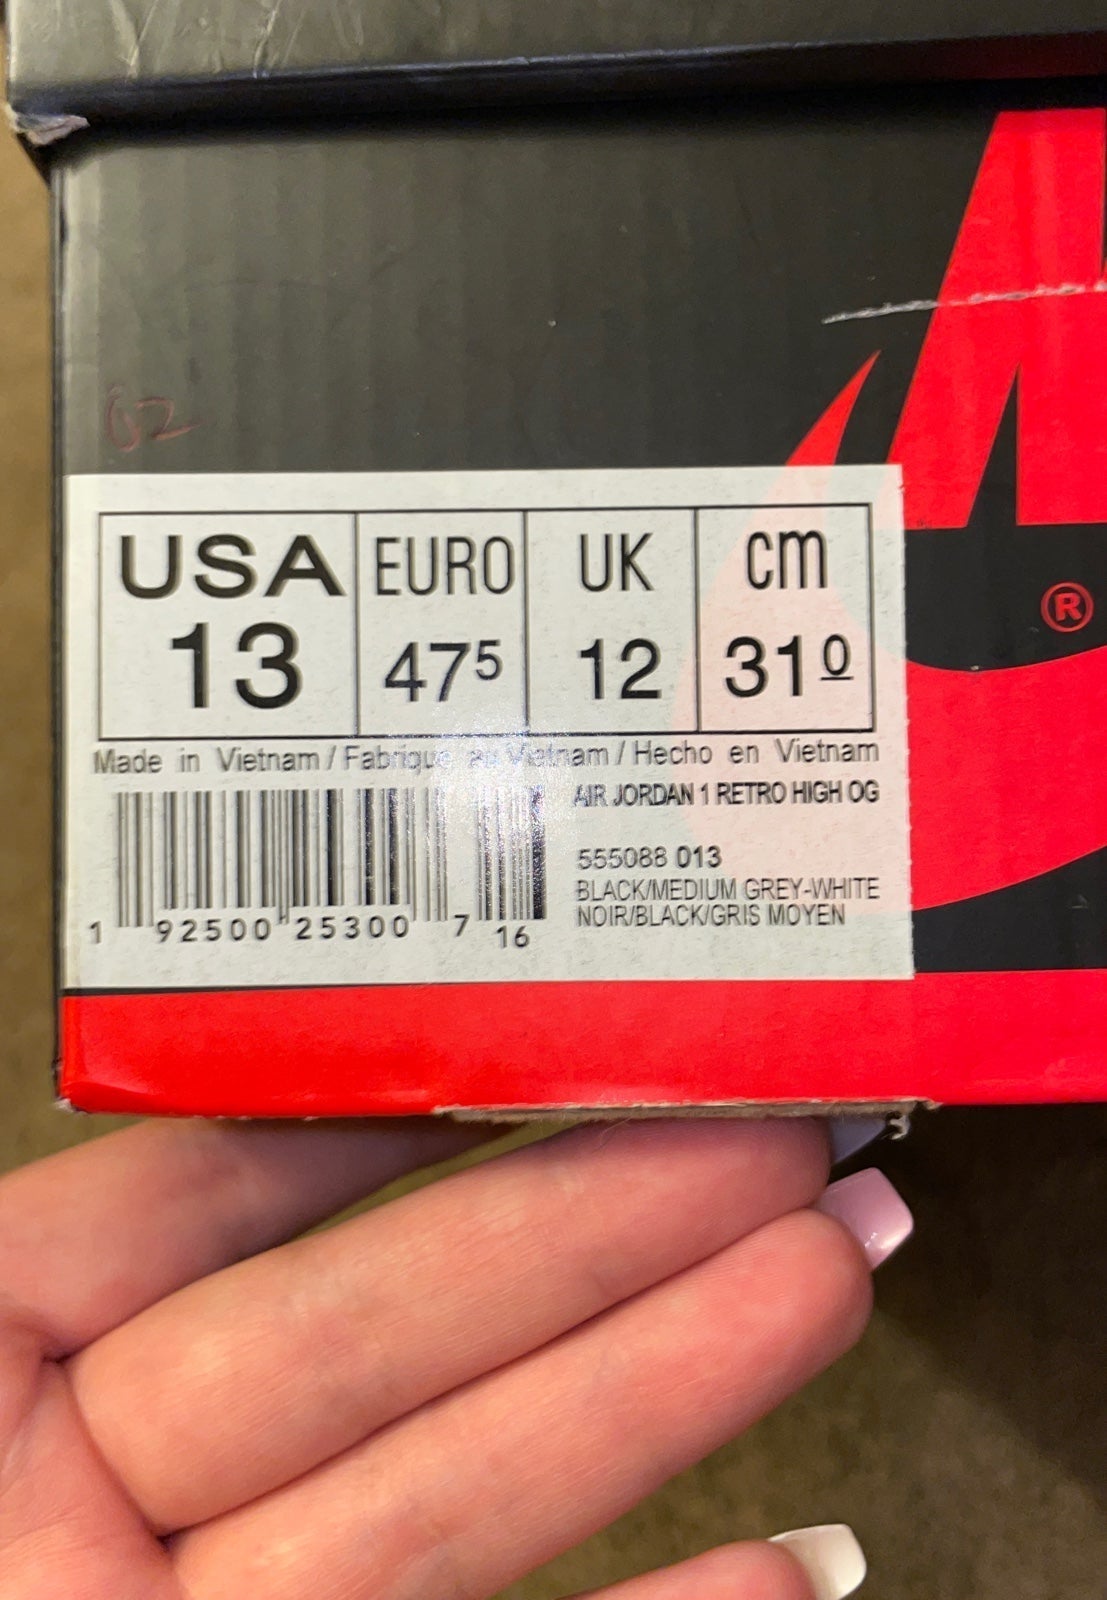 02
USA EURO UK cm
13 47 5 12 31 0
Made in Vietnam / Fabriqué au Vietnam / Hecho en Vietnam
AIR JORDAN 1 RETRO HIGH OG
555088 013
BLACK/MEDIUM GREY-WHITE
NOIR/BLACK/GRIS MOYEN
1 92500 25300 7 16
®